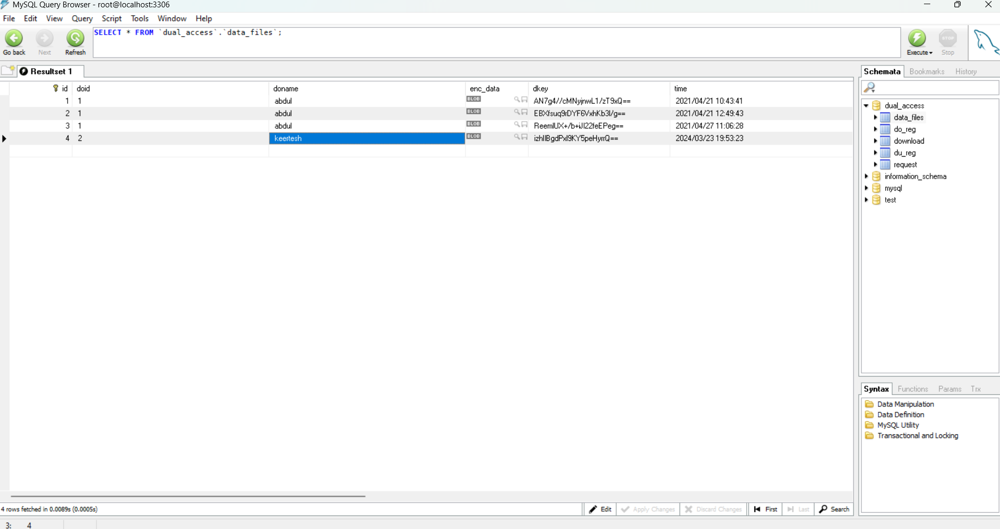 MySQL Query Browser - root@localhost:3306
File Edit View Query Script Tools Window Help
SELECT * FROM `dual_access`.`data_files`;
Go back Next Refresh Execute STOP Stop
Resultset 1
Schemata Bookmarks History
id doid doname enc_data dkey time
1 1 abdul BLOB AN7g4//cMNyjnwL1/zT9xQ== 2021/04/21 10:43:41
2 1 abdul BLOB EBXfsuq9rDYF6VxhKb3l/g== 2021/04/21 12:49:43
3 1 abdul BLOB 2021/04/27 11:06:28
4 2 keertesh BLOB 2024/03/23 19:53:23
dual_access
data_files
do_reg
download
du_reg
request
information_schema
mysql
test
Syntax Functions Params Trx
Data Manipulation
Data Definition
MySQL Utility
Transactional and Locking
4 rows fetched in 0.0089s (0.0005s)
Edit Apply Changes Discard Changes First Last Search
3: 4